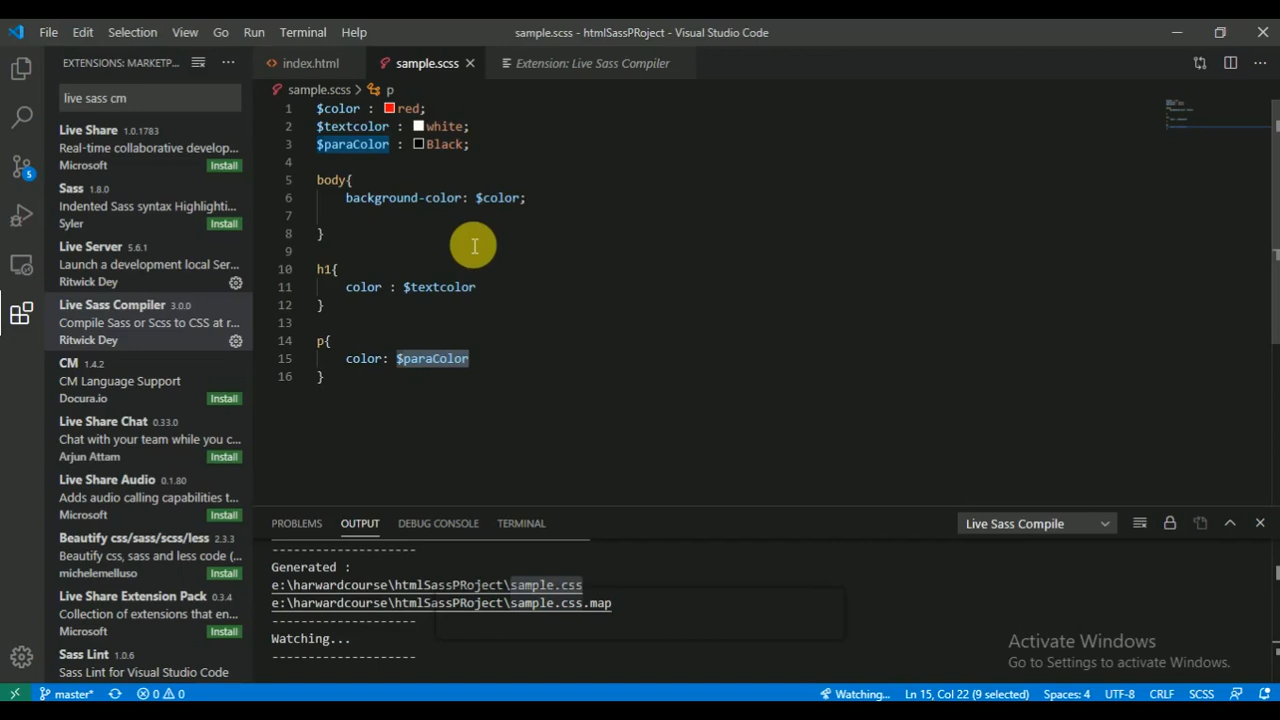 File Edit Selection View Go Run Terminal Help
sample.scss - htmlSassPRoject - Visual Studio Code
EXTENSIONS: MARKETP...
live sass cm
Live Share 1.0.1783
Real-time collaborative develop...
Microsoft Install
Sass 1.8.0
Indented Sass syntax Highlighti...
Syler Install
Live Server 5.6.1
Launch a development local Ser...
Ritwick Dey
Live Sass Compiler 3.0.0
Compile Sass or Scss to CSS at r...
Ritwick Dey
CM 1.4.2
CM Language Support
Docura.io Install
Live Share Chat 0.33.0
Chat with your team while you c...
Arjun Attam Install
Live Share Audio 0.1.80
Adds audio calling capabilities t...
Microsoft Install
Beautify css/sass/scss/less 2.3.3
Beautify css, sass and less code (...
michelemelluso Install
Live Share Extension Pack 0.3.4
Collection of extensions that en...
Microsoft Install
Sass Lint 1.0.6
Sass Lint for Visual Studio Code
index.html sample.scss Extension: Live Sass Compiler
sample.scss > p
1 $color : red;
2 $textcolor : white;
3 $paraColor : Black;
4
5 body{
6 background-color: $color;
7
8 }
9
10 h1{
11 color : $textcolor
12 }
13
14 p{
15 color: $paraColor
16 }
PROBLEMS OUTPUT DEBUG CONSOLE TERMINAL
Live Sass Compile
--------------------
Generated :
e:\harwardcourse\htmlSassPRoject\sample.css
e:\harwardcourse\htmlSassPRoject\sample.css.map
--------------------
Watching...
--------------------
Activate Windows
Go to Settings to activate Windows.
5
master* 0 0 Watching... Ln 15, Col 22 (9 selected) Spaces: 4 UTF-8 CRLF SCSS